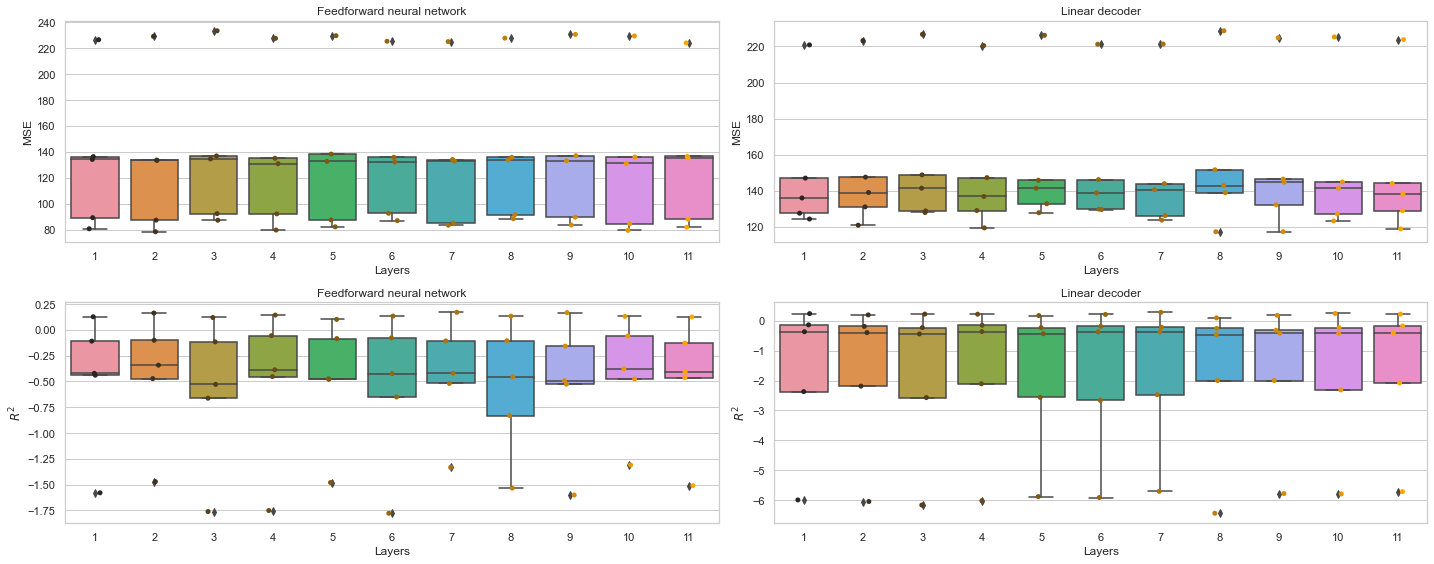 Feedforward neural network
240
220
200
180
160
140
120
100
80
MSE
1 2 3 4 5 6 7 8 9 10 11
Layers
Linear decoder
220
200
180
160
140
120
MSE
1 2 3 4 5 6 7 8 9 10 11
Layers
Feedforward neural network
0.25
0.00
−0.25
−0.50
−0.75
−1.00
−1.25
−1.50
−1.75
R²
1 2 3 4 5 6 7 8 9 10 11
Layers
Linear decoder
0
−1
−2
−3
−4
−5
−6
R²
1 2 3 4 5 6 7 8 9 10 11
Layers